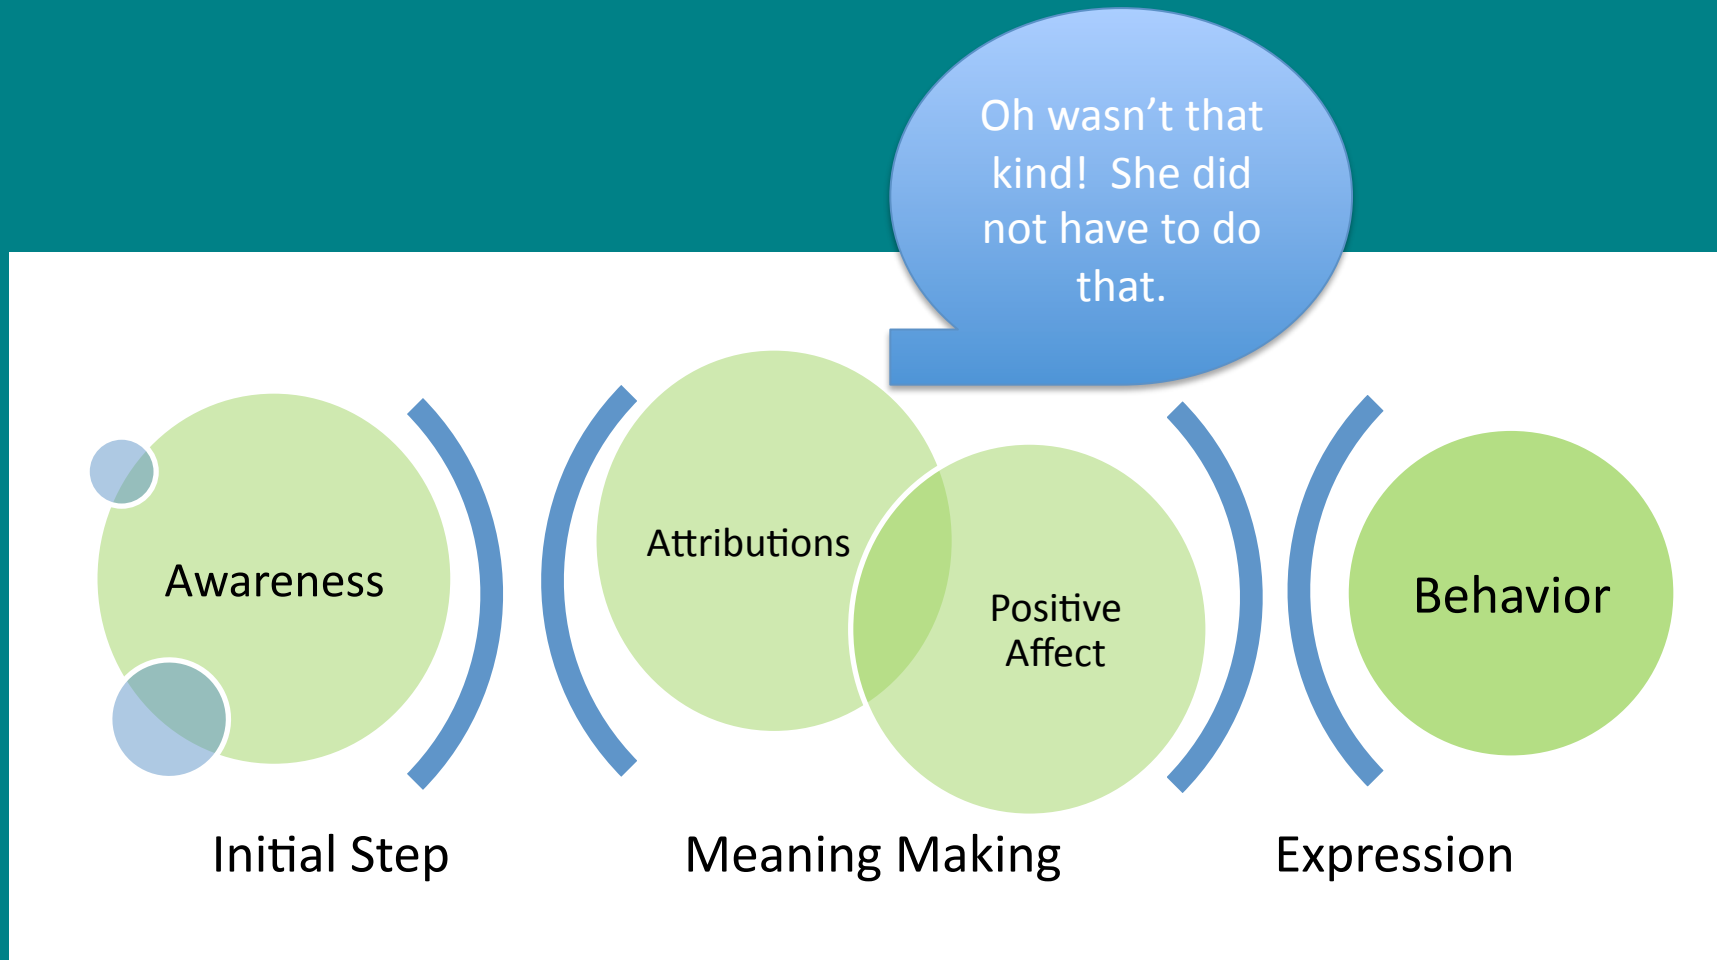 Oh wasn’t that
kind!  She did
not have to do
that.
Awareness
Attributions
Positive
Affect
Behavior
Initial Step
Meaning Making
Expression